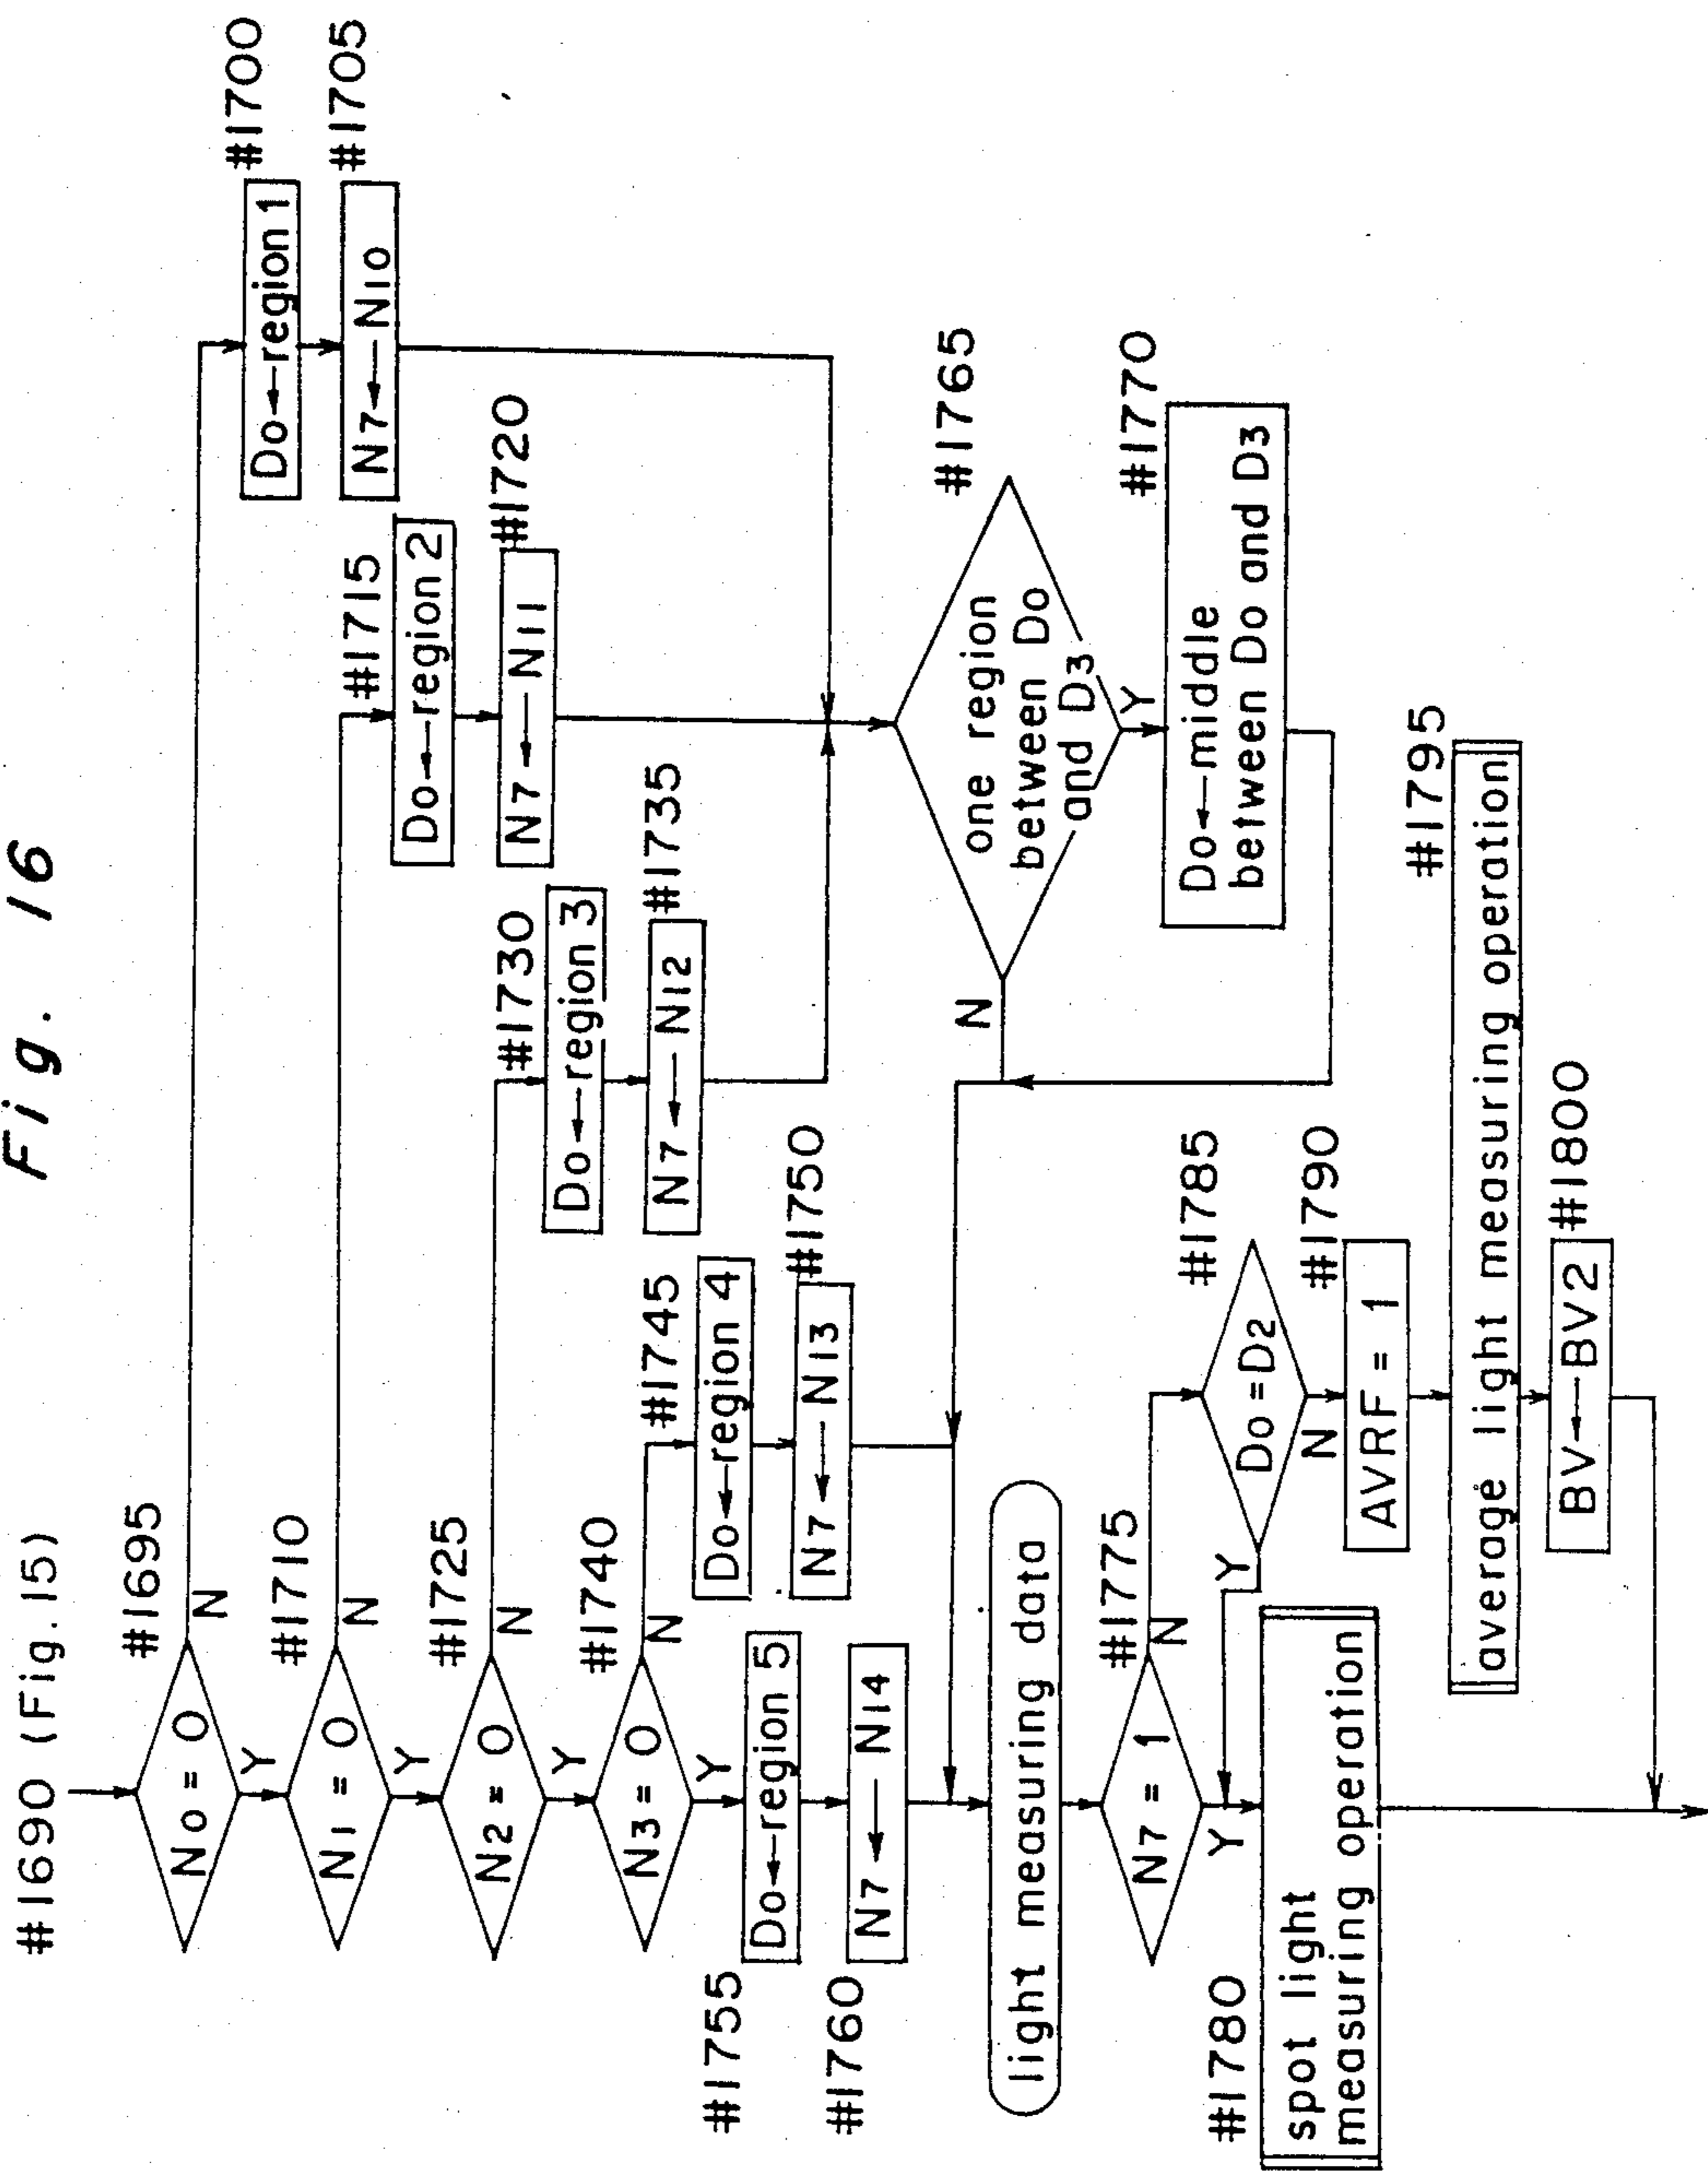 Fig. 16
#1690 (Fig.15)
#1695
No = 0
N
Y
#1700
Do←region 1
#1705
N7←N10
#1710
N1 = 0
N
Y
#1715
Do←region 2
#1720
N7←N11
#1725
N2 = 0
N
Y
#1730
Do←region 3
#1735
N7←N12
#1740
N3 = 0
N
Y
#1745
Do←region 4
#1750
N7←N13
#1755
Do←region 5
#1760
N7←N14
#1765
one region
between Do
and D3
N
Y
#1770
Do←middle
between Do and D3
light measuring data
#1775
N7 = 1
N
Y
#1780
spot light
measuring operation
#1785
Do = D2
Y
N
#1790
AVRF = 1
#1795
average light measuring operation
#1800
BV←BV2